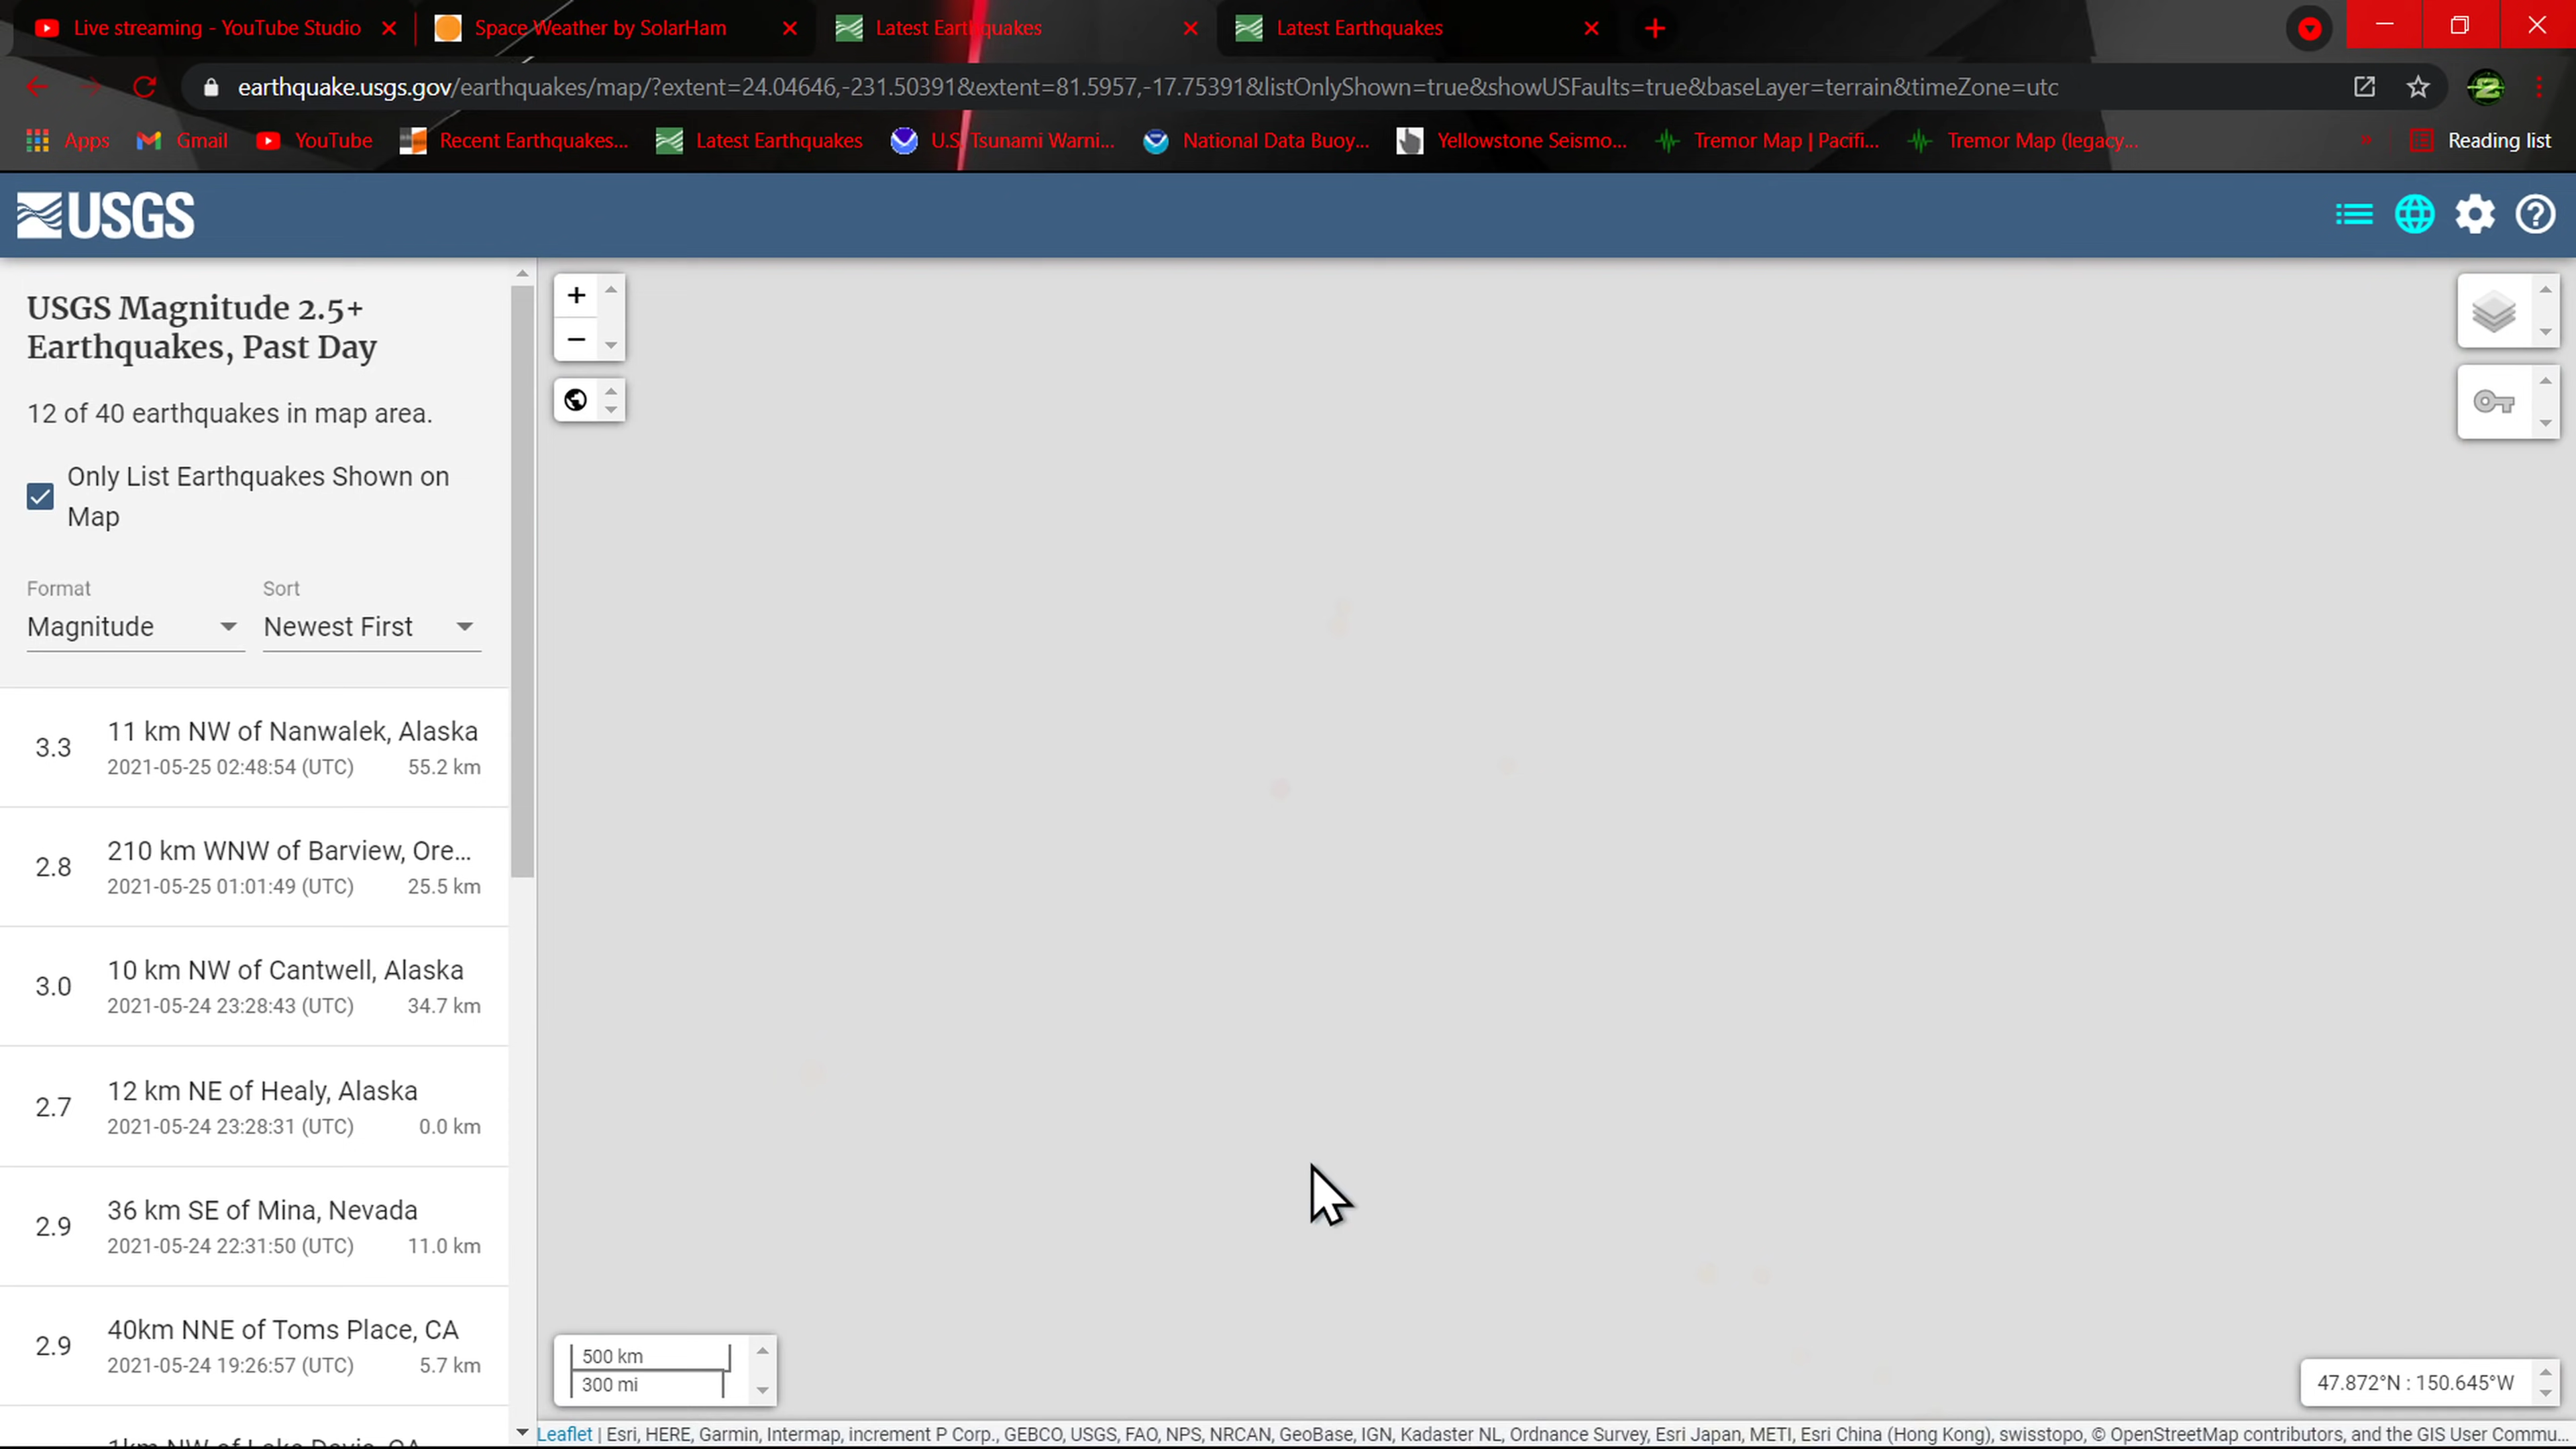 Live streaming - YouTube Studio
Space Weather by SolarHam
Latest Earthquakes
Latest Earthquakes
earthquake.usgs.gov/earthquakes/map/?extent=24.04646,-231.50391&extent=81.5957,-17.75391&listOnlyShown=true&showUSFaults=true&baseLayer=terrain&timeZone=utc
Apps
Gmail
YouTube
Recent Earthquakes...
Latest Earthquakes
U.S. Tsunami Warni...
National Data Buoy...
Yellowstone Seismo...
Tremor Map | Pacifi...
Tremor Map (legacy...
Reading list
USGS
USGS Magnitude 2.5+
Earthquakes, Past Day
12 of 40 earthquakes in map area.
Only List Earthquakes Shown on
Map
Format
Sort
Magnitude
Newest First
3.3
11 km NW of Nanwalek, Alaska
2021-05-25 02:48:54 (UTC) 55.2 km
2.8
210 km WNW of Barview, Ore...
2021-05-25 01:01:49 (UTC) 25.5 km
3.0
10 km NW of Cantwell, Alaska
2021-05-24 23:28:43 (UTC) 34.7 km
2.7
12 km NE of Healy, Alaska
2021-05-24 23:28:31 (UTC) 0.0 km
2.9
36 km SE of Mina, Nevada
2021-05-24 22:31:50 (UTC) 11.0 km
2.9
40km NNE of Toms Place, CA
2021-05-24 19:26:57 (UTC) 5.7 km
500 km
300 mi
47.872°N : 150.645°W
Leaflet | Esri, HERE, Garmin, Intermap, increment P Corp., GEBCO, USGS, FAO, NPS, NRCAN, GeoBase, IGN, Kadaster NL, Ordnance Survey, Esri Japan, METI, Esri China (Hong Kong), swisstopo, © OpenStreetMap contributors, and the GIS User Commu...